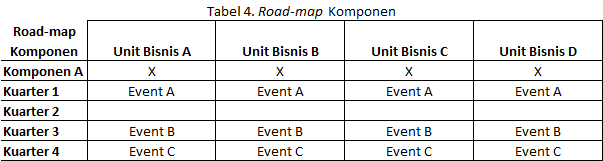 Tabel 4. Road-map Komponen
Road-map
Komponen Unit Bisnis A Unit Bisnis B Unit Bisnis C Unit Bisnis D
Komponen A X X X X
Kuarter 1 Event A Event A Event A Event A
Kuarter 2
Kuarter 3 Event B Event B Event B Event B
Kuarter 4 Event C Event C Event C Event C